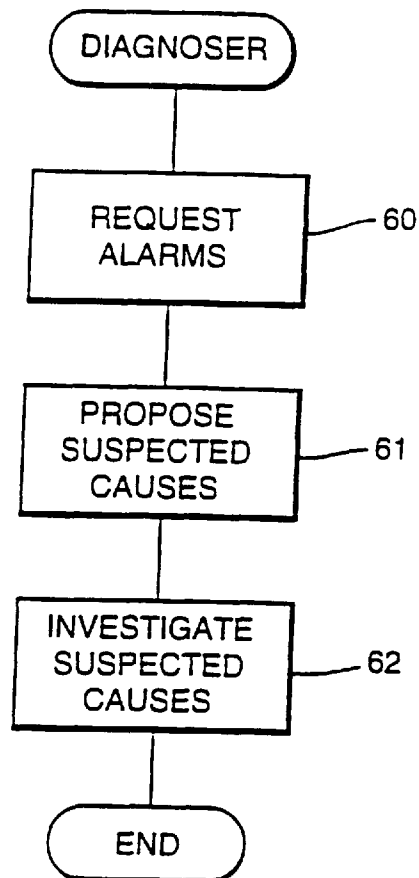 DIAGNOSER
REQUEST
ALARMS
60
PROPOSE
SUSPECTED
CAUSES
61
INVESTIGATE
SUSPECTED
CAUSES
62
END